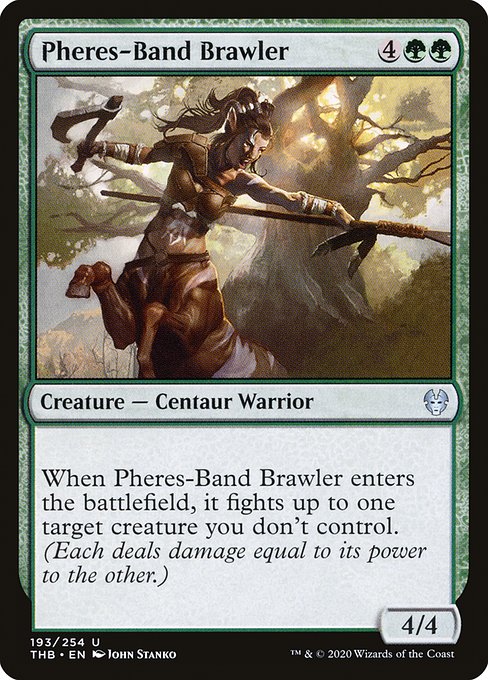 Pheres-Band Brawler 4
Creature — Centaur Warrior
When Pheres-Band Brawler enters
the battlefield, it fights up to one
target creature you don't control.
(Each deals damage equal to its power
to the other.)
4/4
193/254 U
THB • EN John Stanko
™ & © 2020 Wizards of the Coast